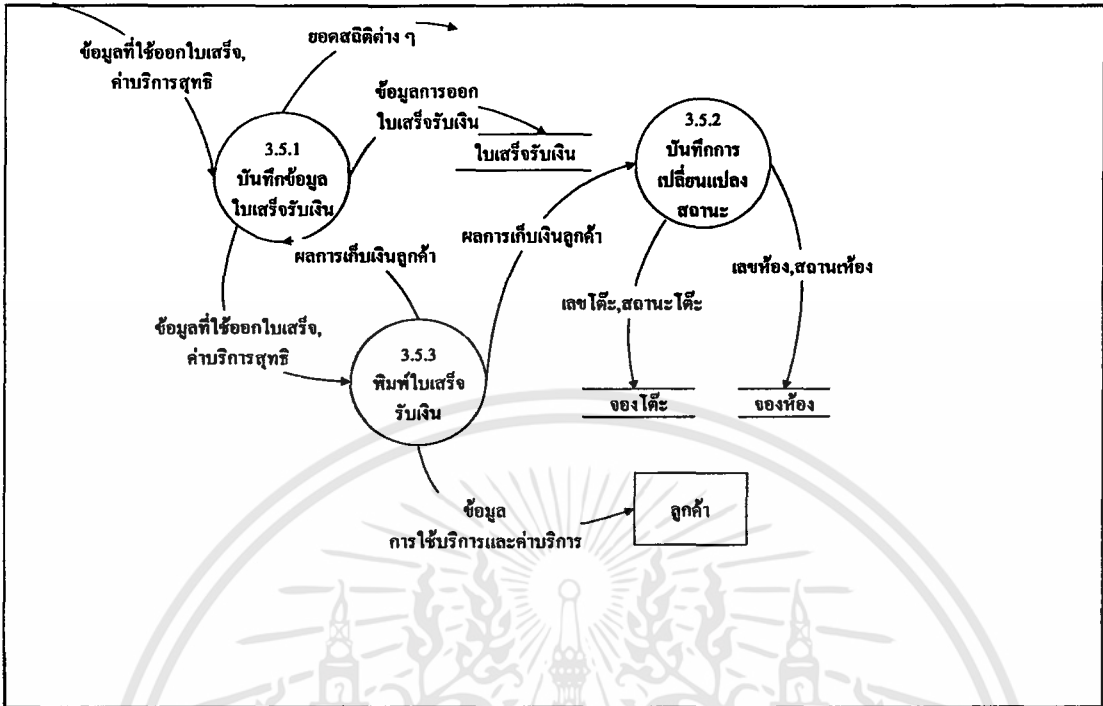 ยอดสถิติต่าง ๆ
ข้อมูลที่ใช้ออกใบเสร็จ,
ค่าบริการสุทธิ
ข้อมูลการออก
ใบเสร็จรับเงิน
3.5.1
บันทึกข้อมูล
ใบเสร็จรับเงิน
ใบเสร็จรับเงิน
3.5.2
บันทึกการ
เปลี่ยนแปลง
สถานะ
ผลการเก็บเงินลูกค้า
ผลการเก็บเงินลูกค้า
เลขห้อง,สถานะห้อง
เลขโต๊ะ,สถานะโต๊ะ
ข้อมูลที่ใช้ออกใบเสร็จ,
ค่าบริการสุทธิ
3.5.3
พิมพ์ใบเสร็จ
รับเงิน
จองโต๊ะ
จองห้อง
ข้อมูล
การใช้บริการและค่าบริการ
ลูกค้า